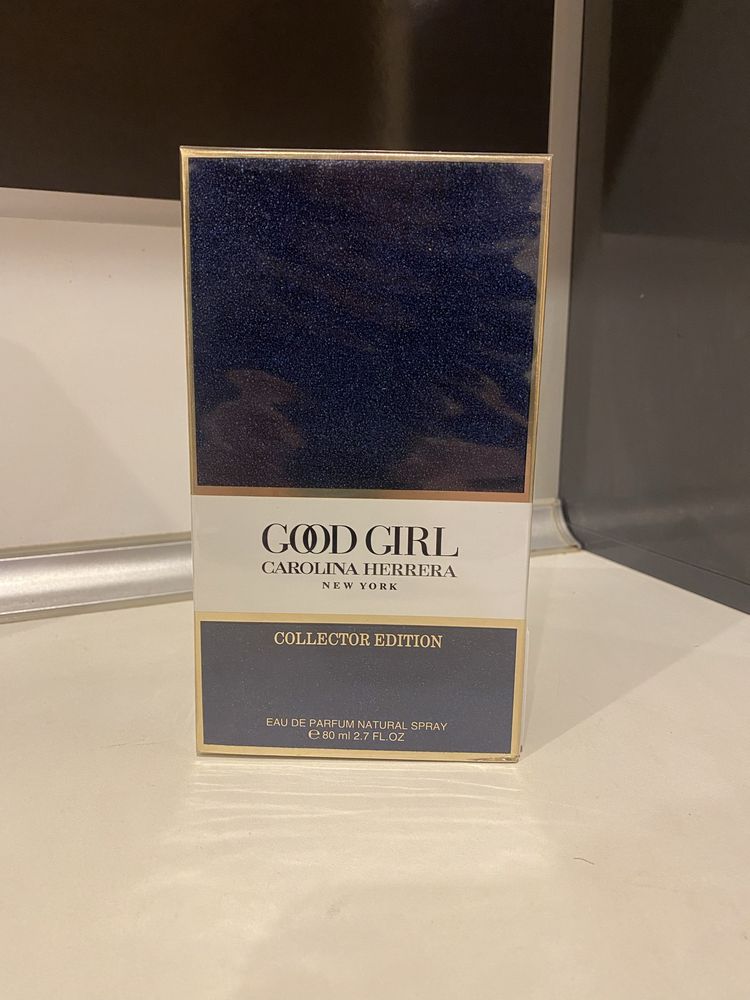 GOOD GIRL
CAROLINA HERRERA
NEW YORK
COLLECTOR EDITION
EAU DE PARFUM NATURAL SPRAY
℮ 80 ml 2.7 FL.OZ